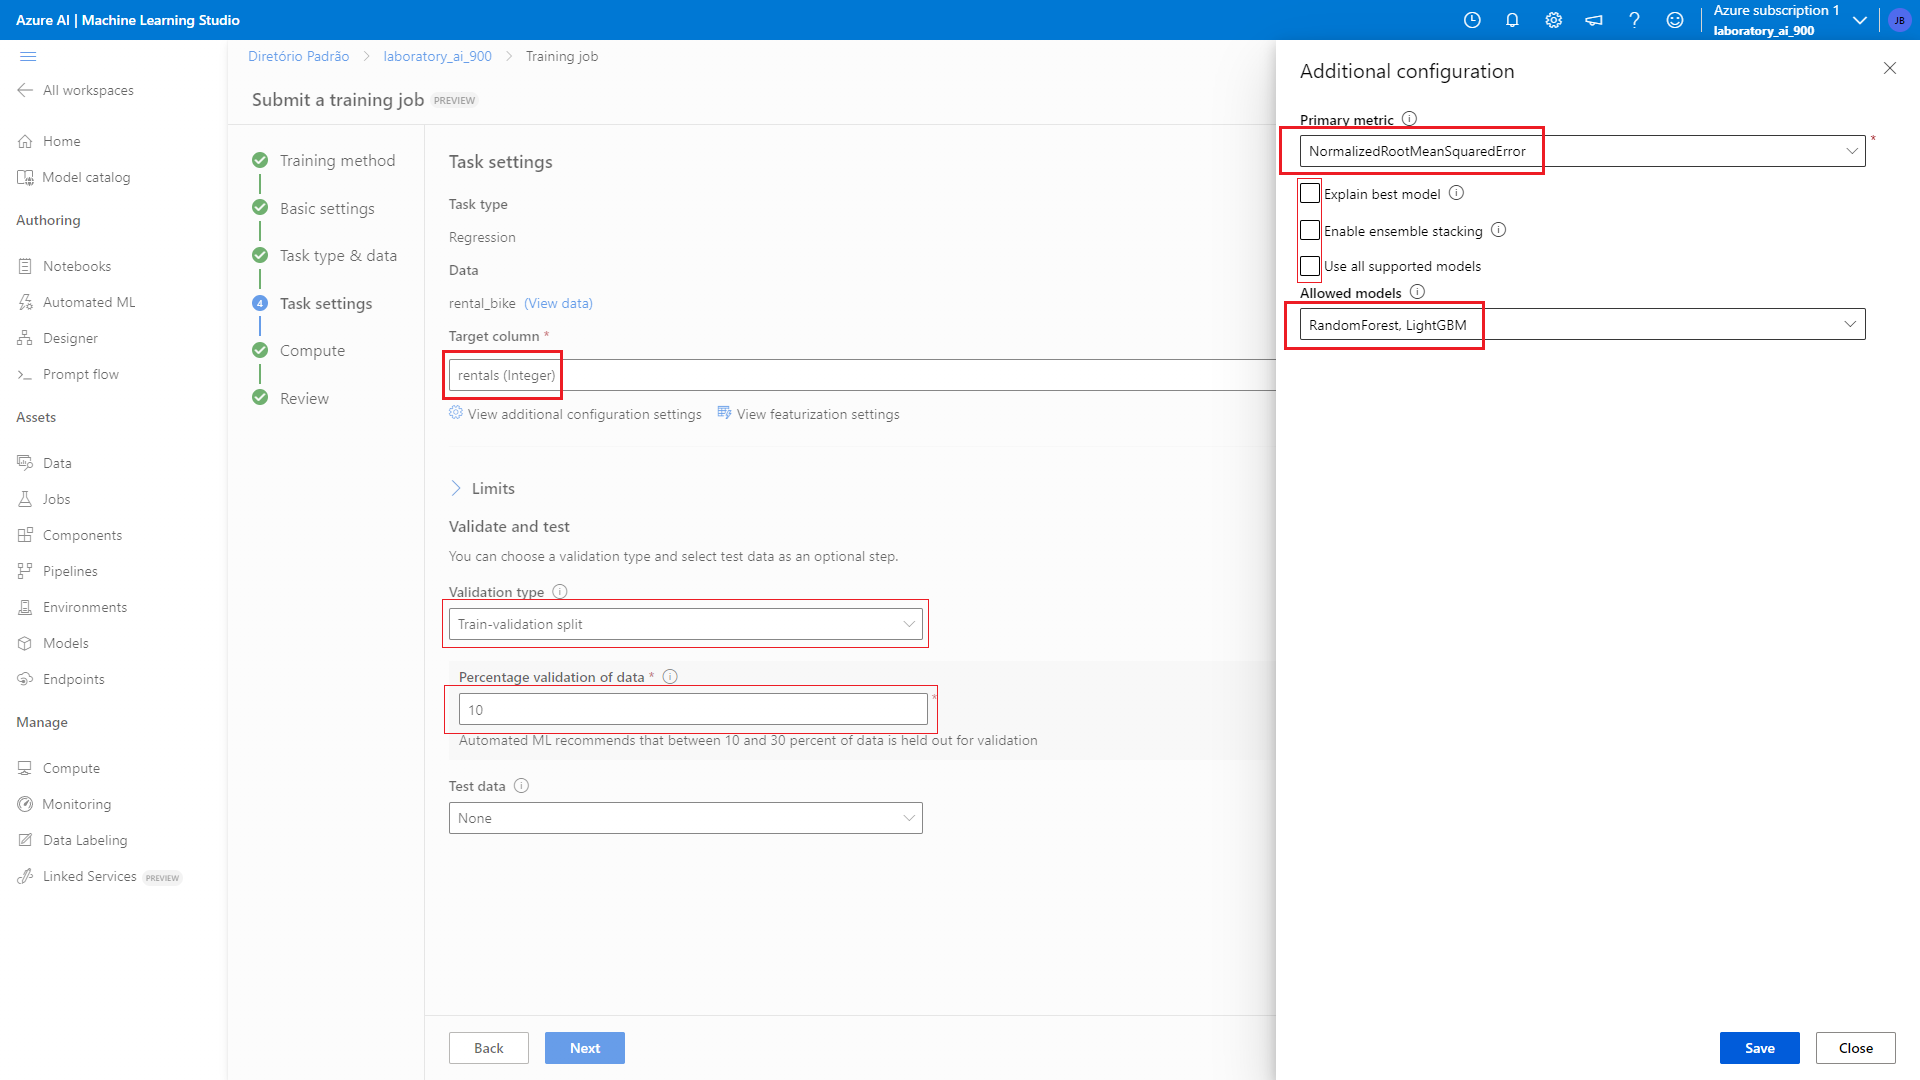 Azure AI | Machine Learning Studio
Azure subscription 1
laboratory_ai_900
JB
All workspaces
Home
Model catalog
Authoring
Notebooks
Automated ML
Designer
Prompt flow
Assets
Data
Jobs
Components
Pipelines
Environments
Models
Endpoints
Manage
Compute
Monitoring
Data Labeling
Linked Services PREVIEW
Diretório Padrão > laboratory_ai_900 > Training job
Submit a training job PREVIEW
Training method
Basic settings
Task type & data
4 Task settings
Compute
Review
Task settings
Task type
Regression
Data
rental_bike (View data)
Target column *
rentals (Integer)
View additional configuration settings View featurization settings
Limits
Validate and test
You can choose a validation type and select test data as an optional step.
Validation type
Train-validation split
Percentage validation of data *
10 *
Automated ML recommends that between 10 and 30 percent of data is held out for validation
Test data
None
Back Next
Additional configuration
Primary metric
NormalizedRootMeanSquaredError *
Explain best model
Enable ensemble stacking
Use all supported models
Allowed models
RandomForest, LightGBM
Save Close